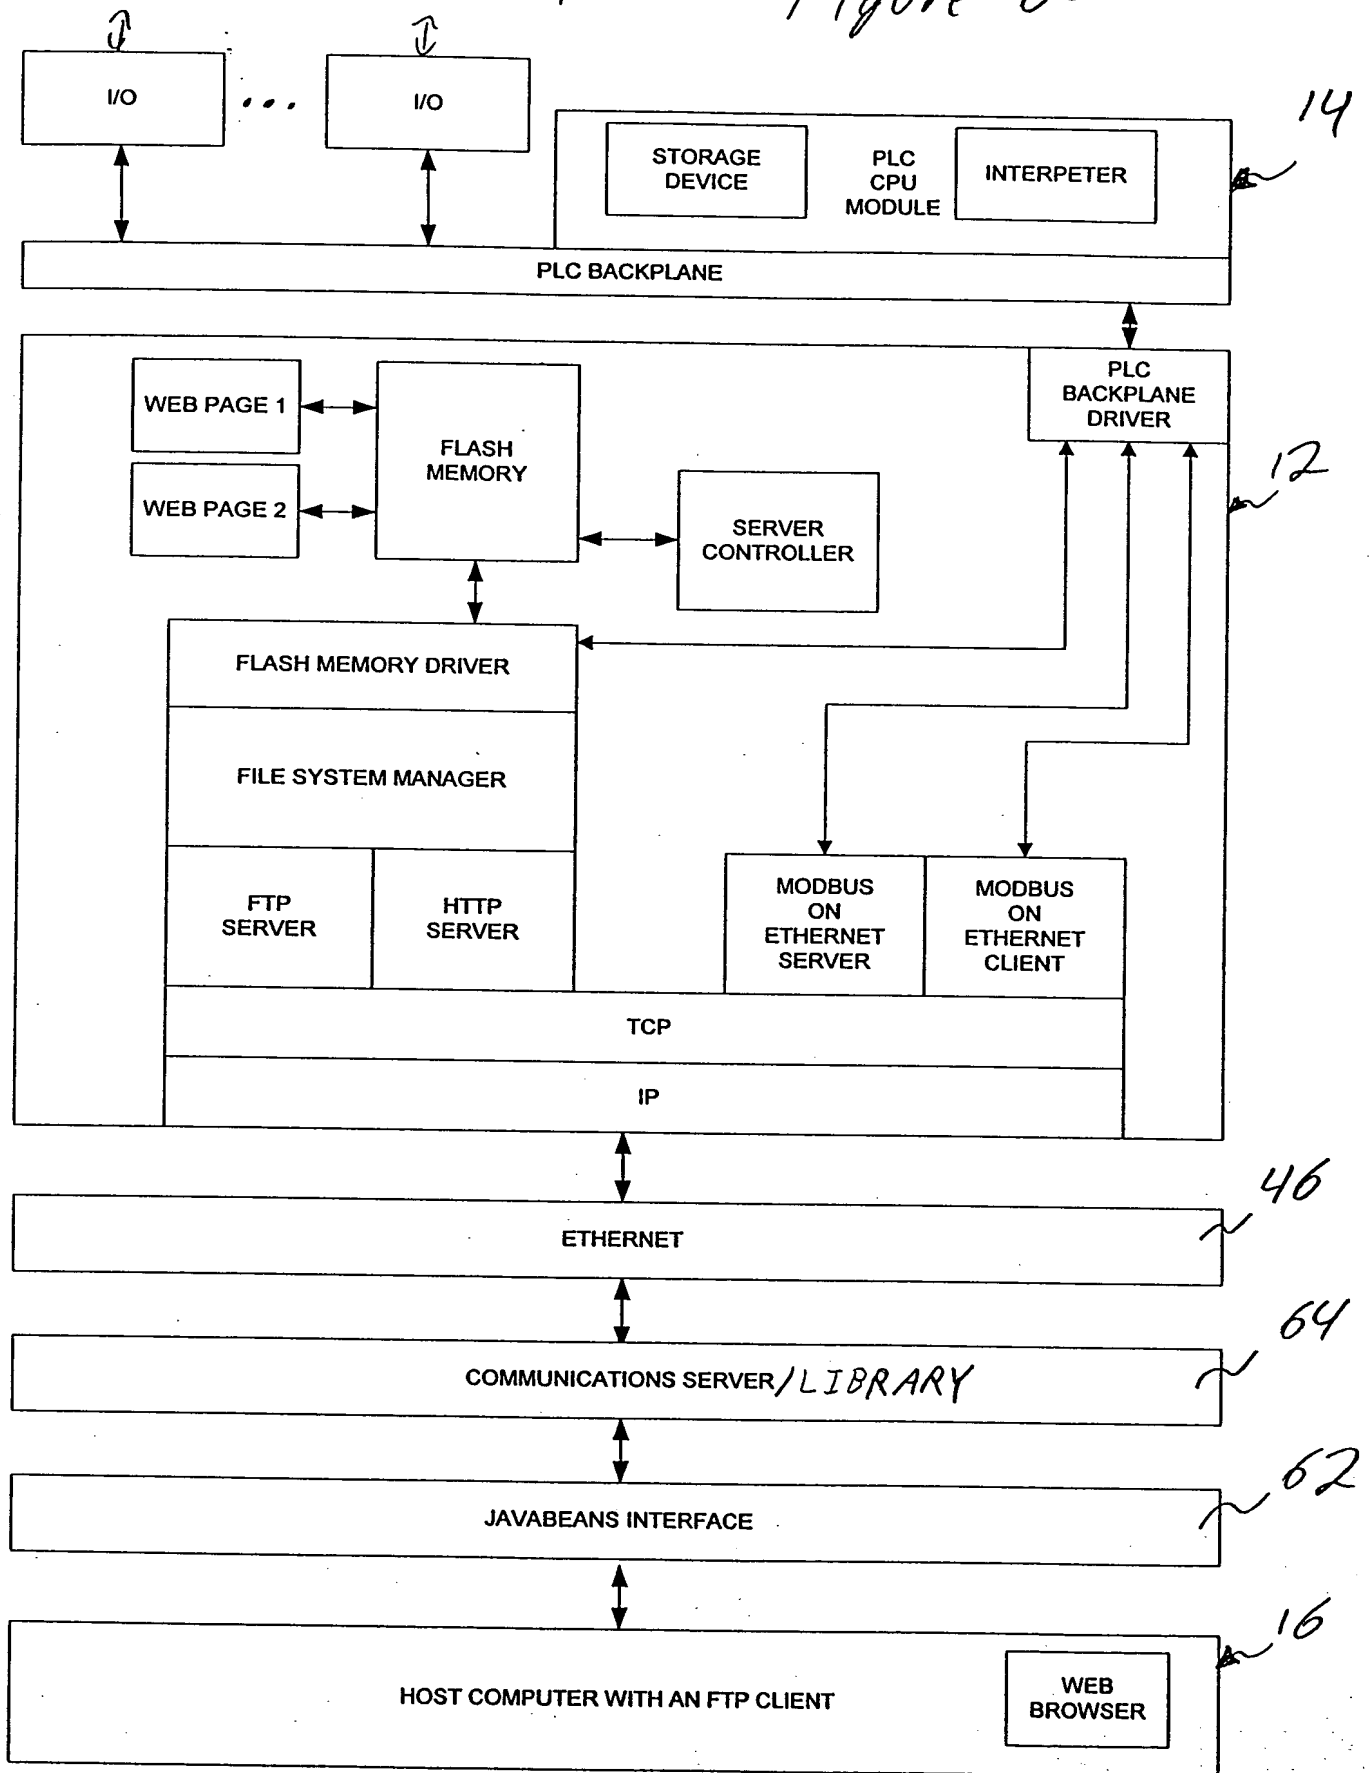 Figure
I/O
...
I/O
14
STORAGE
DEVICE
PLC
CPU
MODULE
INTERPETER
PLC BACKPLANE
WEB PAGE 1
WEB PAGE 2
FLASH
MEMORY
PLC
BACKPLANE
DRIVER
12
SERVER
CONTROLLER
FLASH MEMORY DRIVER
FILE SYSTEM MANAGER
FTP
SERVER
HTTP
SERVER
MODBUS
ON
ETHERNET
SERVER
MODBUS
ON
ETHERNET
CLIENT
TCP
IP
46
ETHERNET
64
COMMUNICATIONS SERVER/LIBRARY
62
JAVABEANS INTERFACE
16
HOST COMPUTER WITH AN FTP CLIENT
WEB
BROWSER